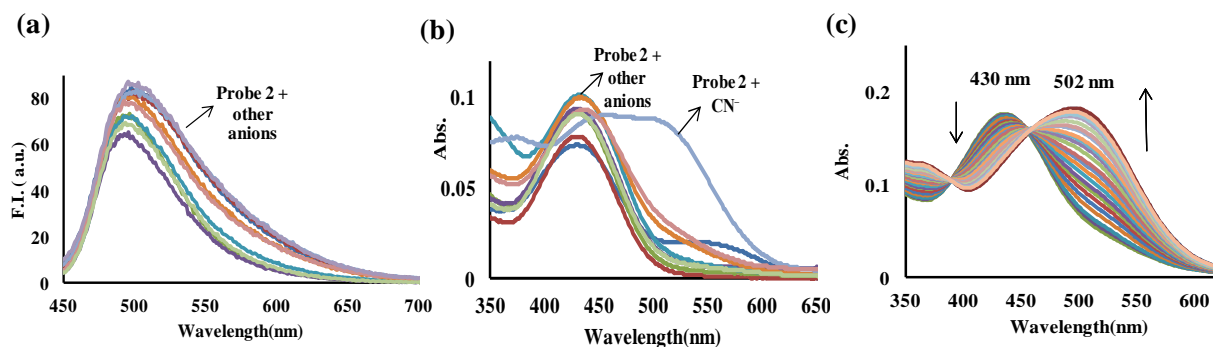 (a)
F.I.( a.u.)
80
60
40
20
0
Probe 2 +
other
anions
450
500
550
600
650
700
Wavelength(nm)
(b)
Abs.
0.1
0.05
0
Probe 2 +
other
anions
Probe 2 +
CN⁻
350
400
450
500
550
600
650
Wavelength(nm)
(c)
Abs.
0.2
0.1
0
430 nm
502 nm
350
400
450
500
550
600
Wavelength(nm)